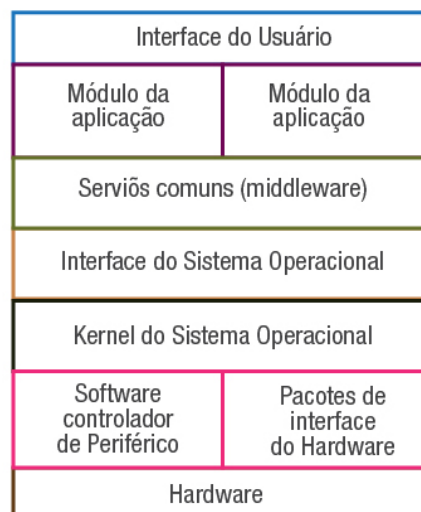 Interface do Usuário
Módulo da
aplicação
Módulo da
aplicação
Serviõs comuns (middleware)
Interface do Sistema Operacional
Kernel do Sistema Operacional
Software
controlador
de Periférico
Pacotes de
interface
do Hardware
Hardware